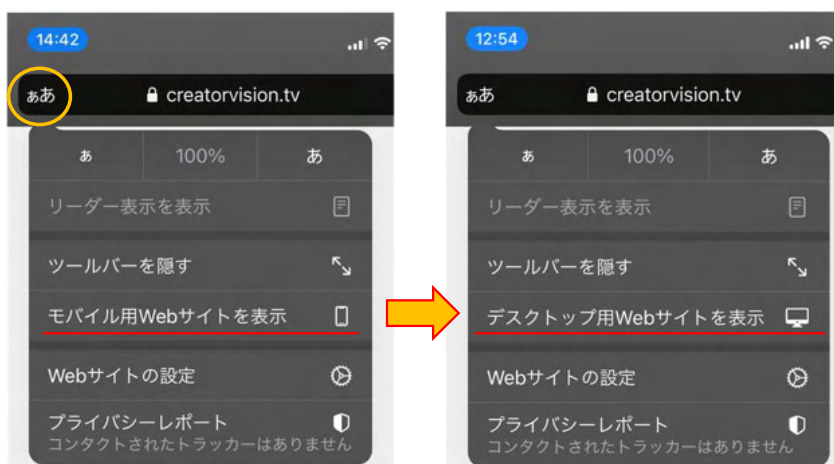 14:42
ぁあ creatorvision.tv
あ 100% あ
リーダー表示を表示
ツールバーを隠す
モバイル用Webサイトを表示
Webサイトの設定
プライバシーレポート
コンタクトされたトラッカーはありません
12:54
ぁあ creatorvision.tv
あ 100% あ
リーダー表示を表示
ツールバーを隠す
デスクトップ用Webサイトを表示
Webサイトの設定
プライバシーレポート
コンタクトされたトラッカーはありません